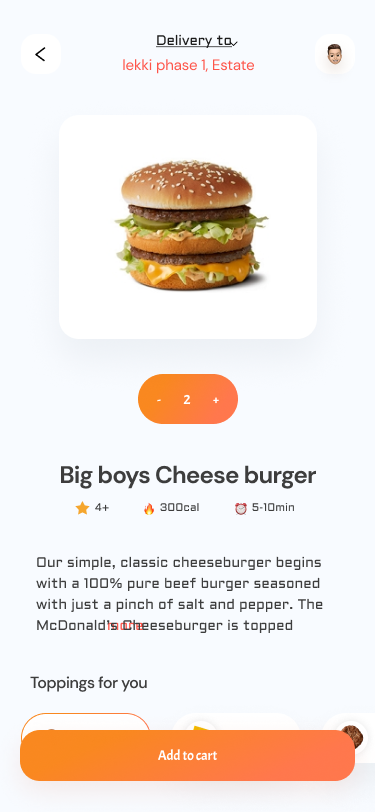 Delivery to
lekki phase 1, Estate
- 2 +
Big boys Cheese burger
4+ 300cal 5-10min
Our simple, classic cheeseburger begins
with a 100% pure beef burger seasoned
with just a pinch of salt and pepper. The
McDonald's Cheeseburger is topped
Toppings for you
Add to cart